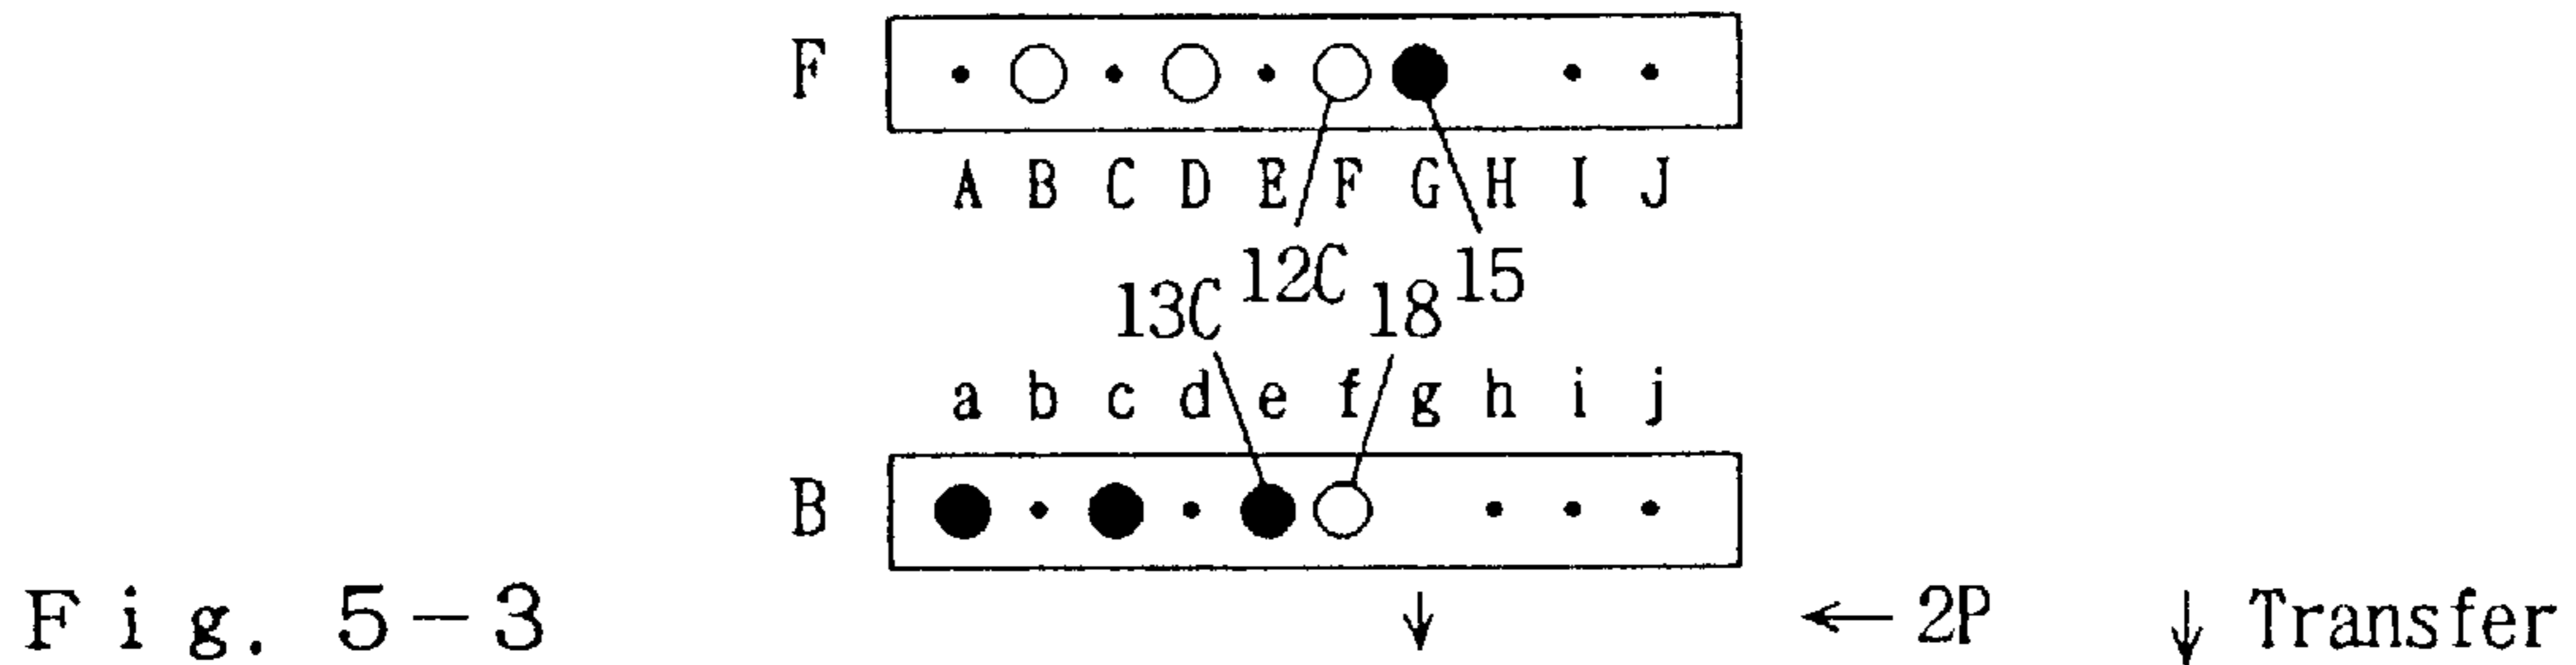 F
A B C D E F G H I J
12C 15
13C 18
a b c d e f g h i j
B
Fig. 5-3 ↓ ←2P ↓ Transfer